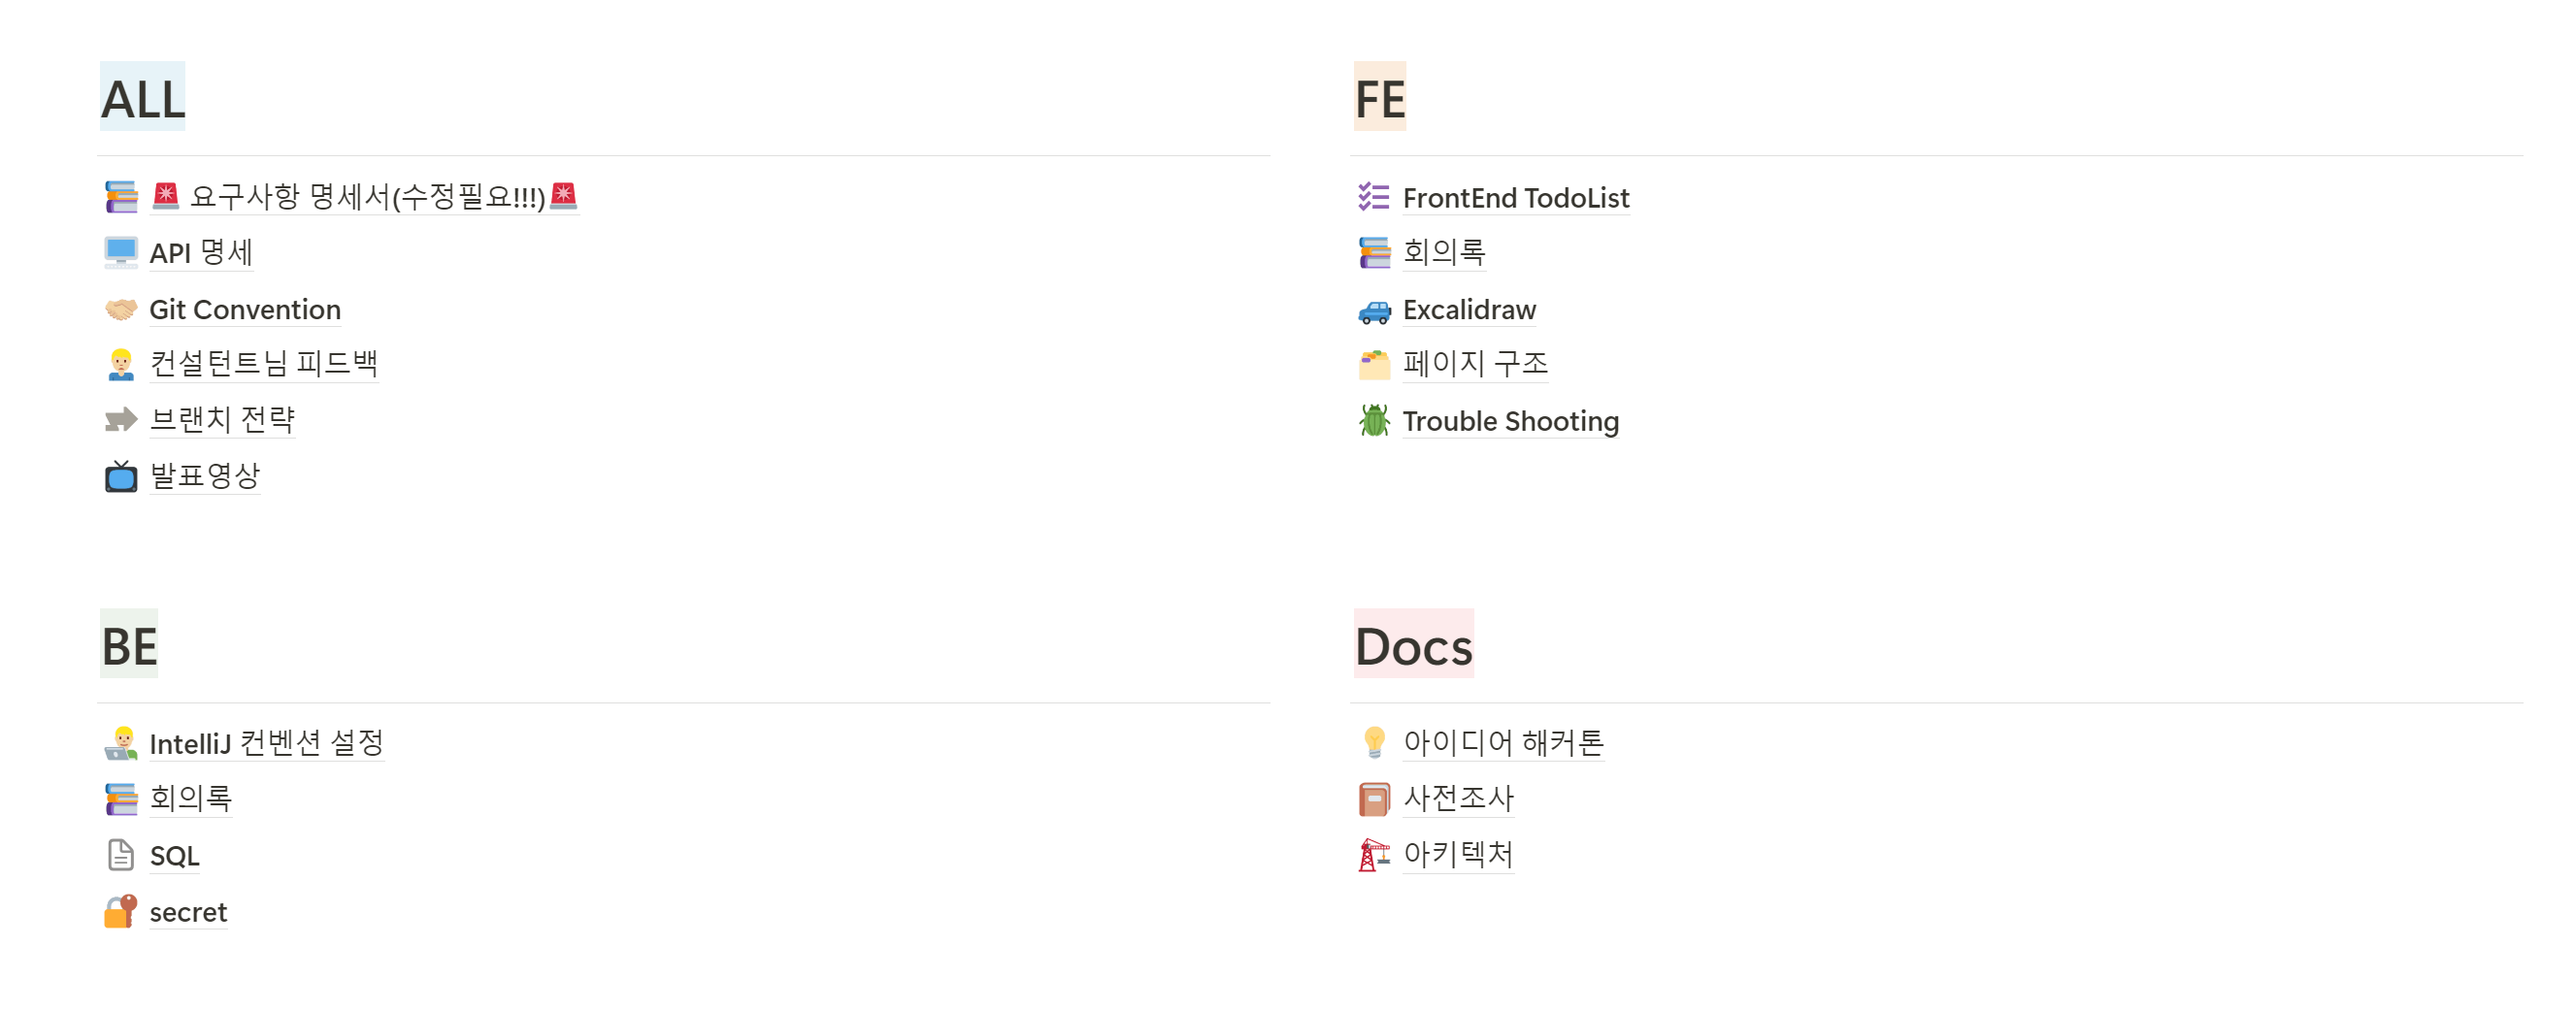 ALL
🚨 요구사항 명세서(수정필요!!!)🚨
API 명세
Git Convention
컨설턴트님 피드백
브랜치 전략
발표영상
FE
FrontEnd TodoList
회의록
Excalidraw
페이지 구조
Trouble Shooting
BE
IntelliJ 컨벤션 설정
회의록
SQL
secret
Docs
아이디어 해커톤
사전조사
아키텍처